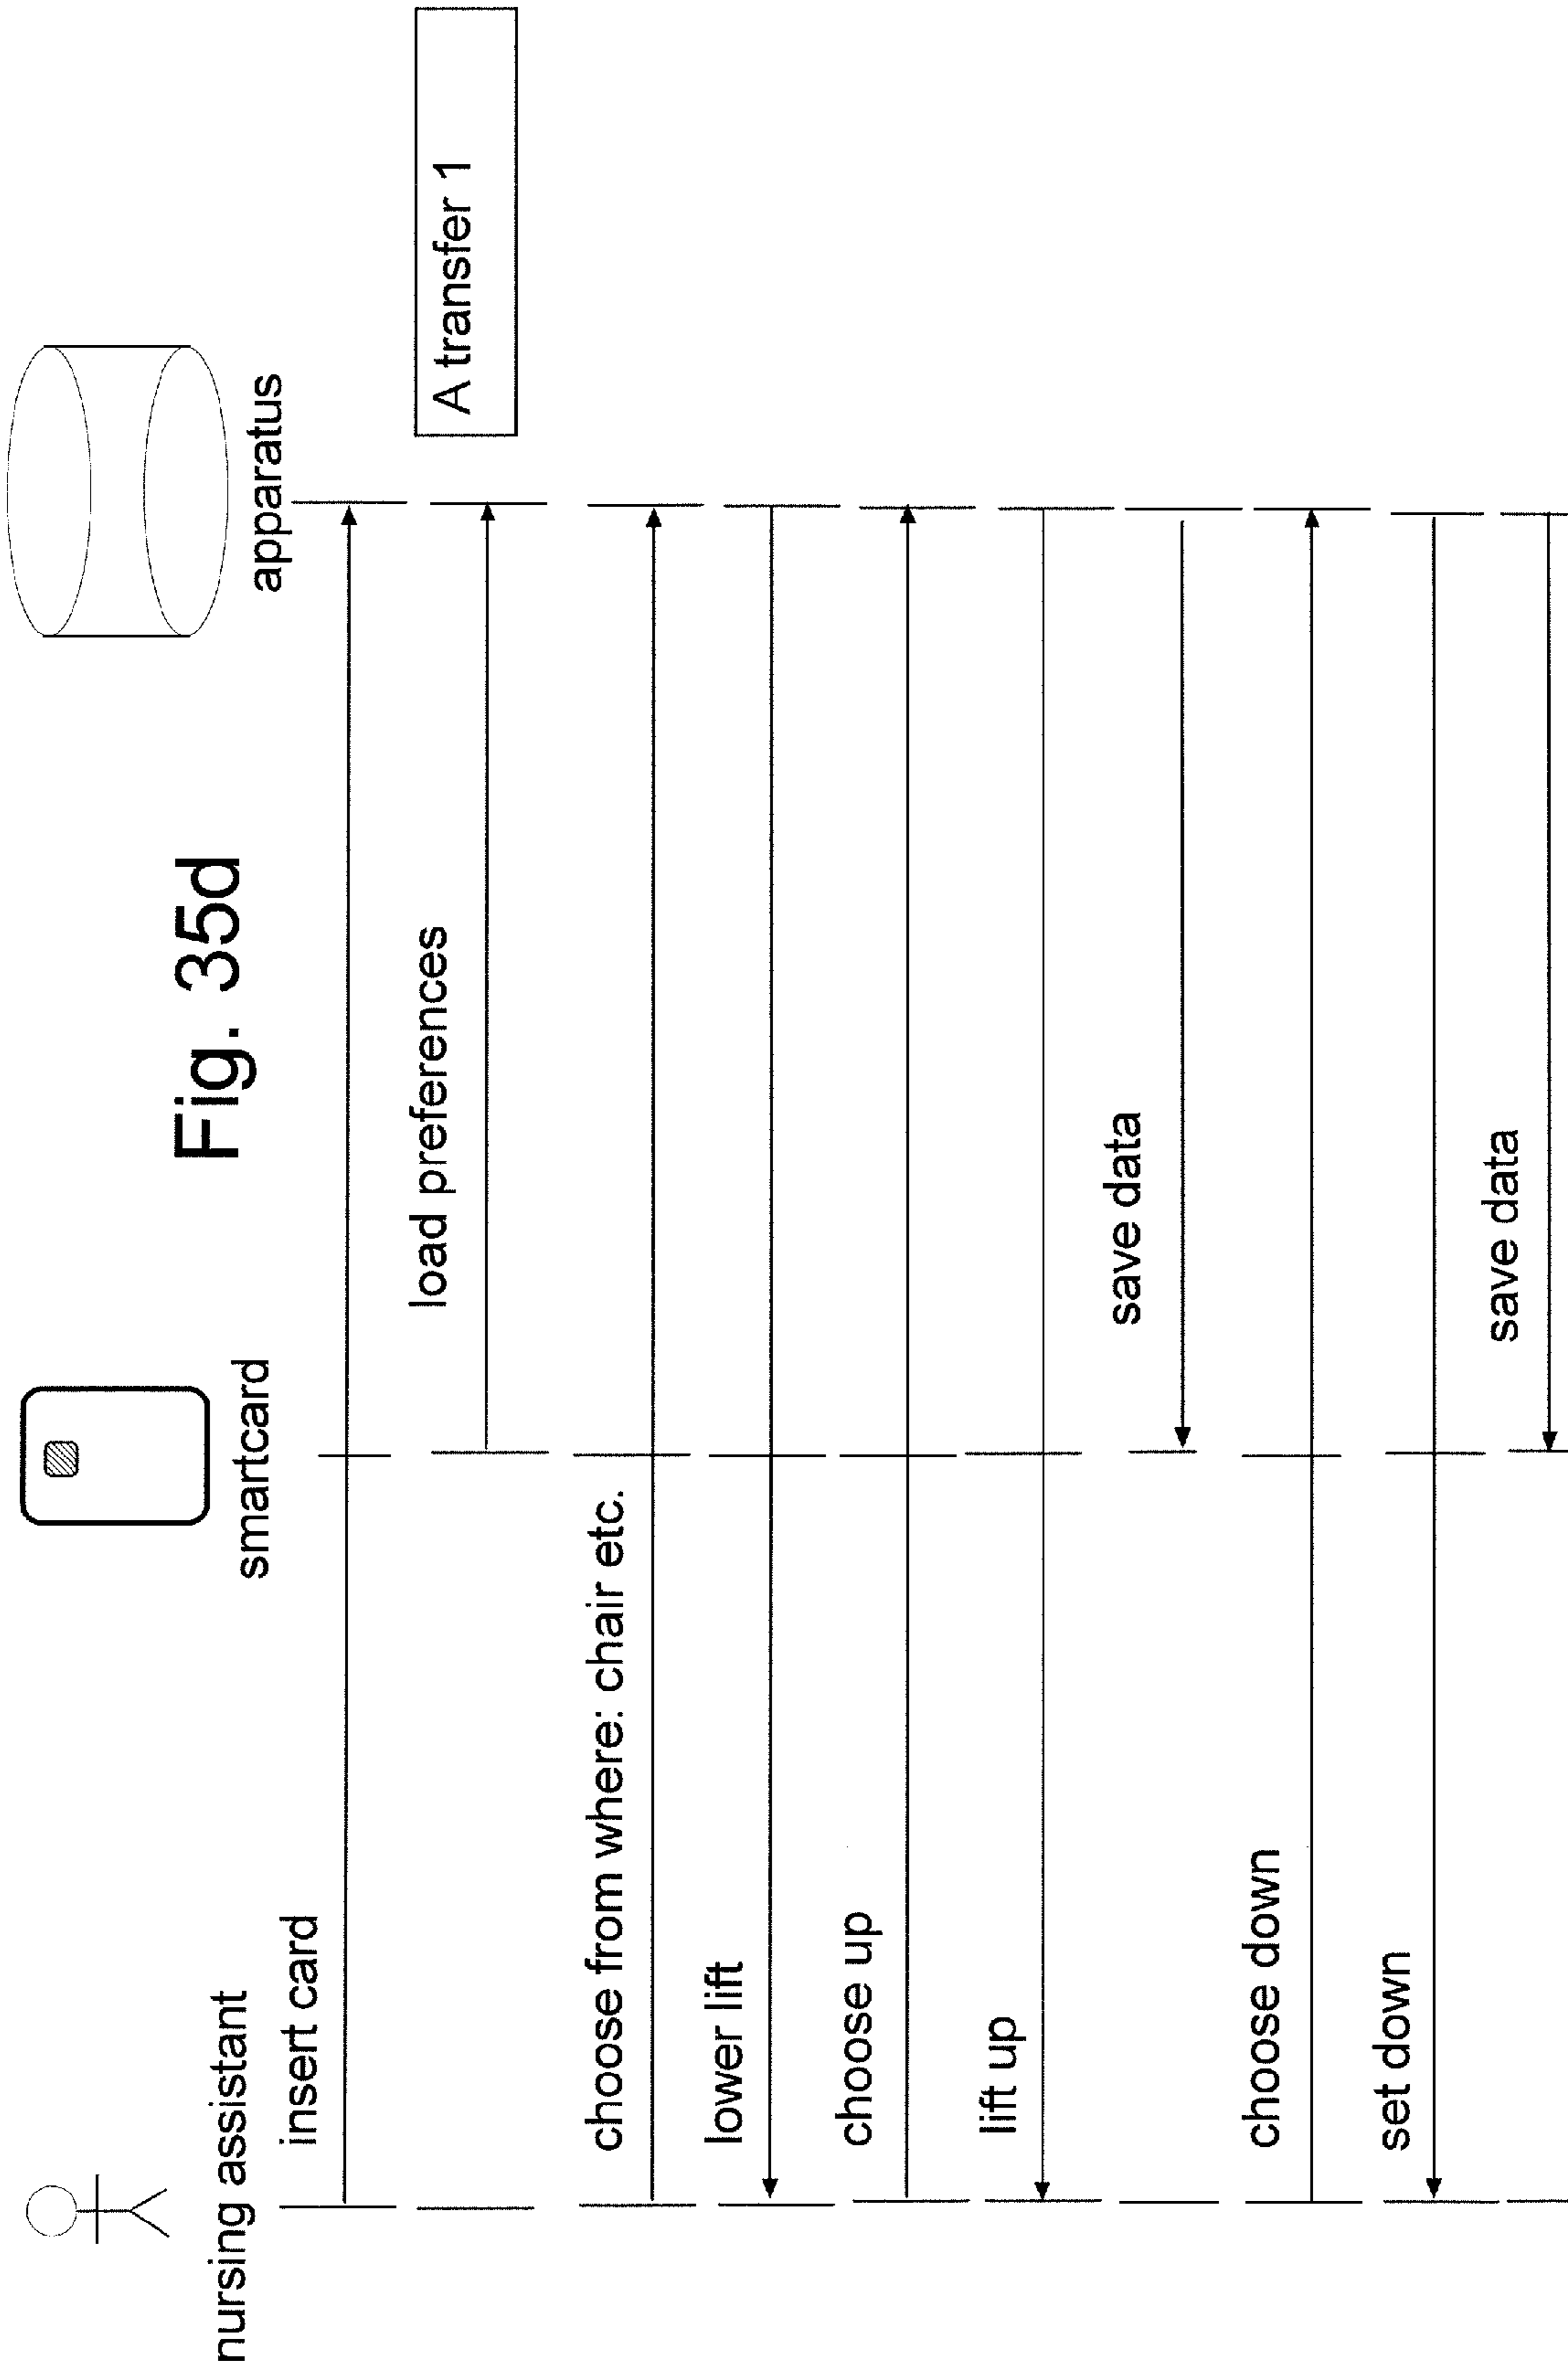 Fig. 35d
nursing assistant
smartcard
apparatus
insert card
load preferences
A transfer 1
choose from where: chair etc.
lower lift
choose up
lift up
save data
choose down
set down
save data